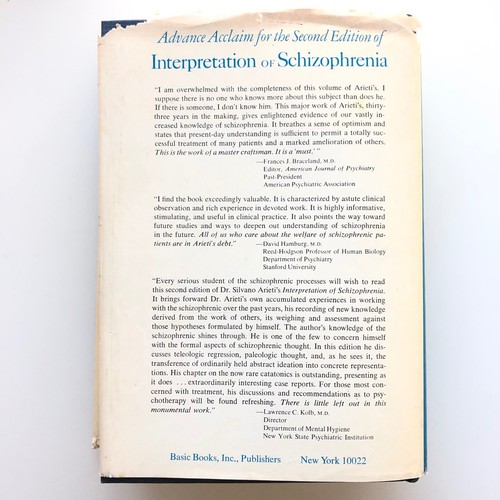 Advance Acclaim for the Second Edition of
Interpretation OF Schizophrenia
"I am overwhelmed with the completeness of this volume of Arieti's. I
suppose there is no one who knows more about this subject than does he.
If there is someone, I don't know him. This major work of Arieti, thirty-
three years in the making, gives enlightened evidence of our vastly in-
creased knowledge of schizophrenia. It breathes a sense of optimism and
states that present-day understanding is sufficient to permit a totally suc-
cessful treatment of many patients and a marked amelioration of others.
This is the work of a master craftsman. It is a 'must.' "
—Frances J. Braceland, M.D.
Editor, American Journal of Psychiatry
Past-President
American Psychiatric Association
"I find the book exceedingly valuable. It is characterized by astute clinical
observation and rich experience in devoted work. It is highly informative,
stimulating, and useful in clinical practice. It also points the way toward
future studies and ways to deepen out understanding of schizophrenia
in the future. All of us who care about the welfare of schizophrenic pa-
tients are in Arieti's debt."
—David Hamburg, M.D.
Reed-Hodgson Professor of Human Biology
Department of Psychiatry
Stanford University
"Every serious student of the schizophrenic processes will wish to read
this second edition of Dr. Silvano Arieti's Interpretation of Schizophrenia.
It brings forward Dr. Arieti's own accumulated experiences in working
with the schizophrenic over the past years, his recording of new knowledge
derived from the work of others, its weighing and assessment against
those hypotheses formulated by himself. The author's knowledge of the
schizophrenic shines through. He is one of the few to concern himself
with the formal aspects of schizophrenic thought. In this edition he dis-
cusses teleologic regression, paleologic thought, and, as he sees it, the
transference of ordinarily held abstract ideation into concrete representa-
tions. His chapter on the now rare catatonics is outstanding, presenting as
it does . . . extraordinarily interesting case reports. For those most con-
cerned with treatment, his discussions and recommendations as to psy-
chotherapy will be found refreshing. There is little left out in this
monumental work."
—Lawrence C. Kolb, M.D.
Director
Department of Mental Hygiene
New York State Psychiatric Institution
Basic Books, Inc., Publishers New York 10022